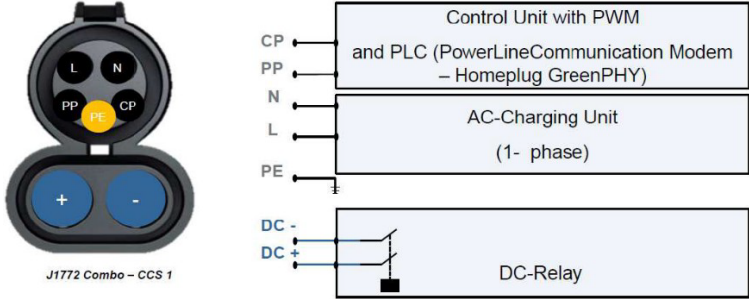 L N
PP PE CP
+ -
J1772 Combo – CCS 1
CP
PP
N
L
PE
DC -
DC +
Control Unit with PWM
and PLC (PowerLineCommunication Modem
– Homeplug GreenPHY)
AC-Charging Unit
(1- phase)
DC-Relay